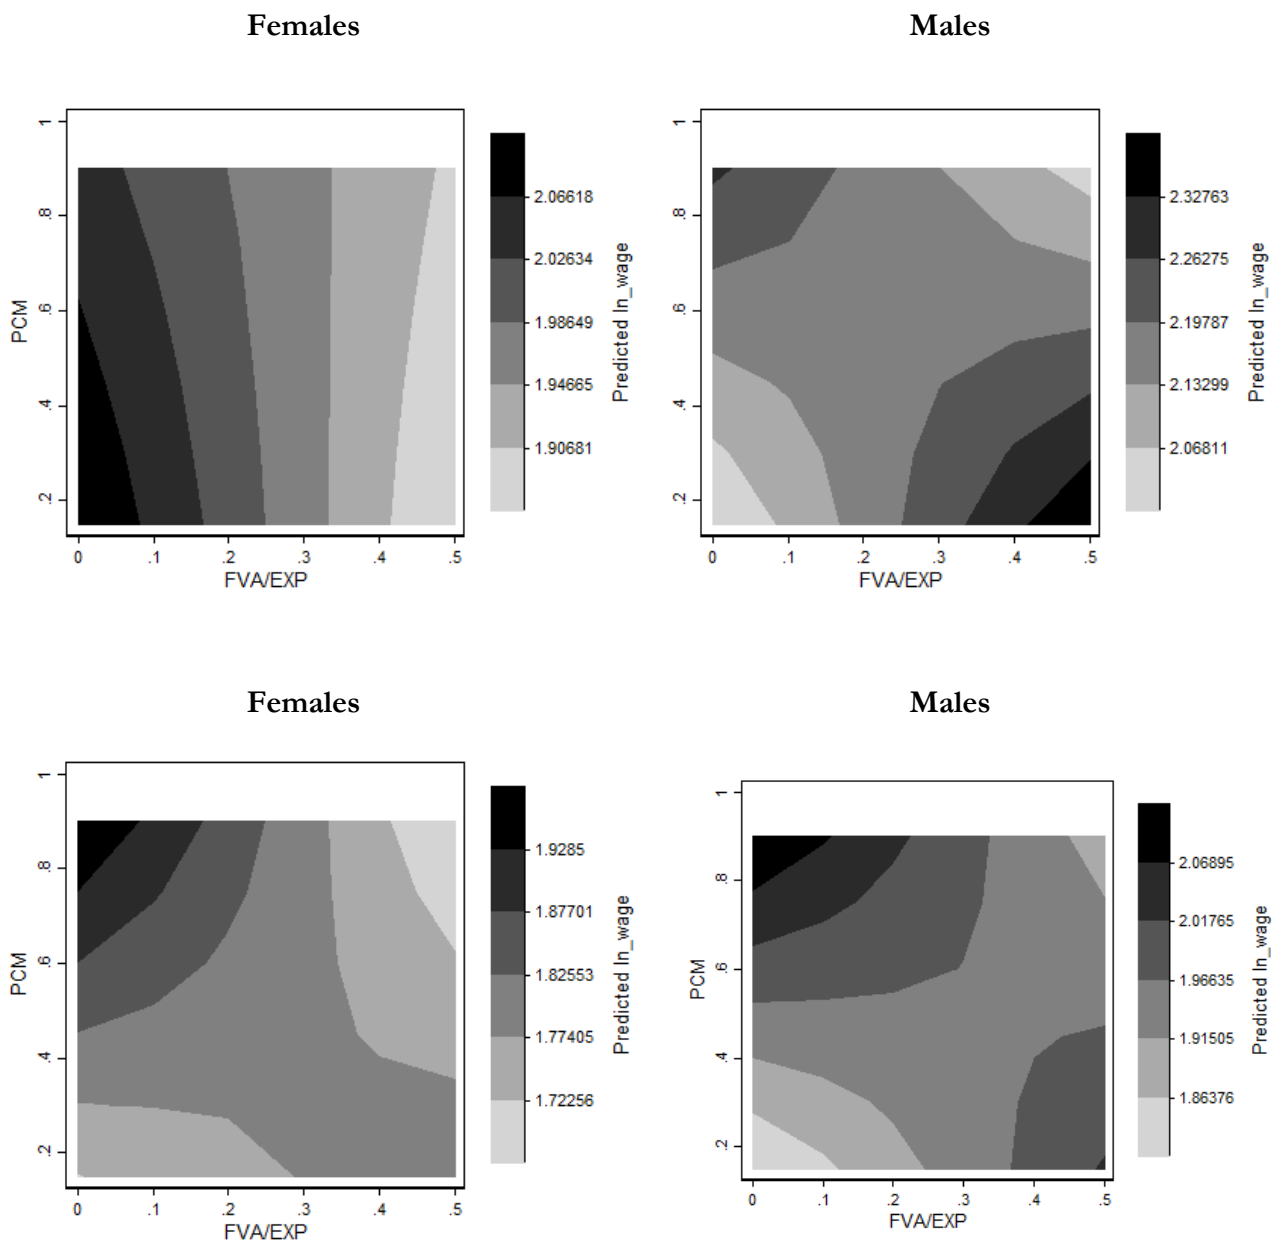 Females
Males
1
.8
.6
.4
.2
PCM
0 .1 .2 .3 .4 .5
FVA/EXP
2.06618
2.02634
1.98649
1.94665
1.90681
Predicted ln_wage
1
.8
.6
.4
.2
0 .1 .2 .3 .4 .5
FVA/EXP
2.32763
2.26275
2.19787
2.13299
2.06811
Predicted ln_wage
Females
Males
1
.8
.6
.4
.2
PCM
0 .1 .2 .3 .4 .5
FVA/EXP
1.9285
1.87701
1.82553
1.77405
1.72256
Predicted ln_wage
1
.8
.6
.4
.2
PCM
0 .1 .2 .3 .4 .5
FVA/EXP
2.06895
2.01765
1.96635
1.91505
1.86376
Predicted ln_wage